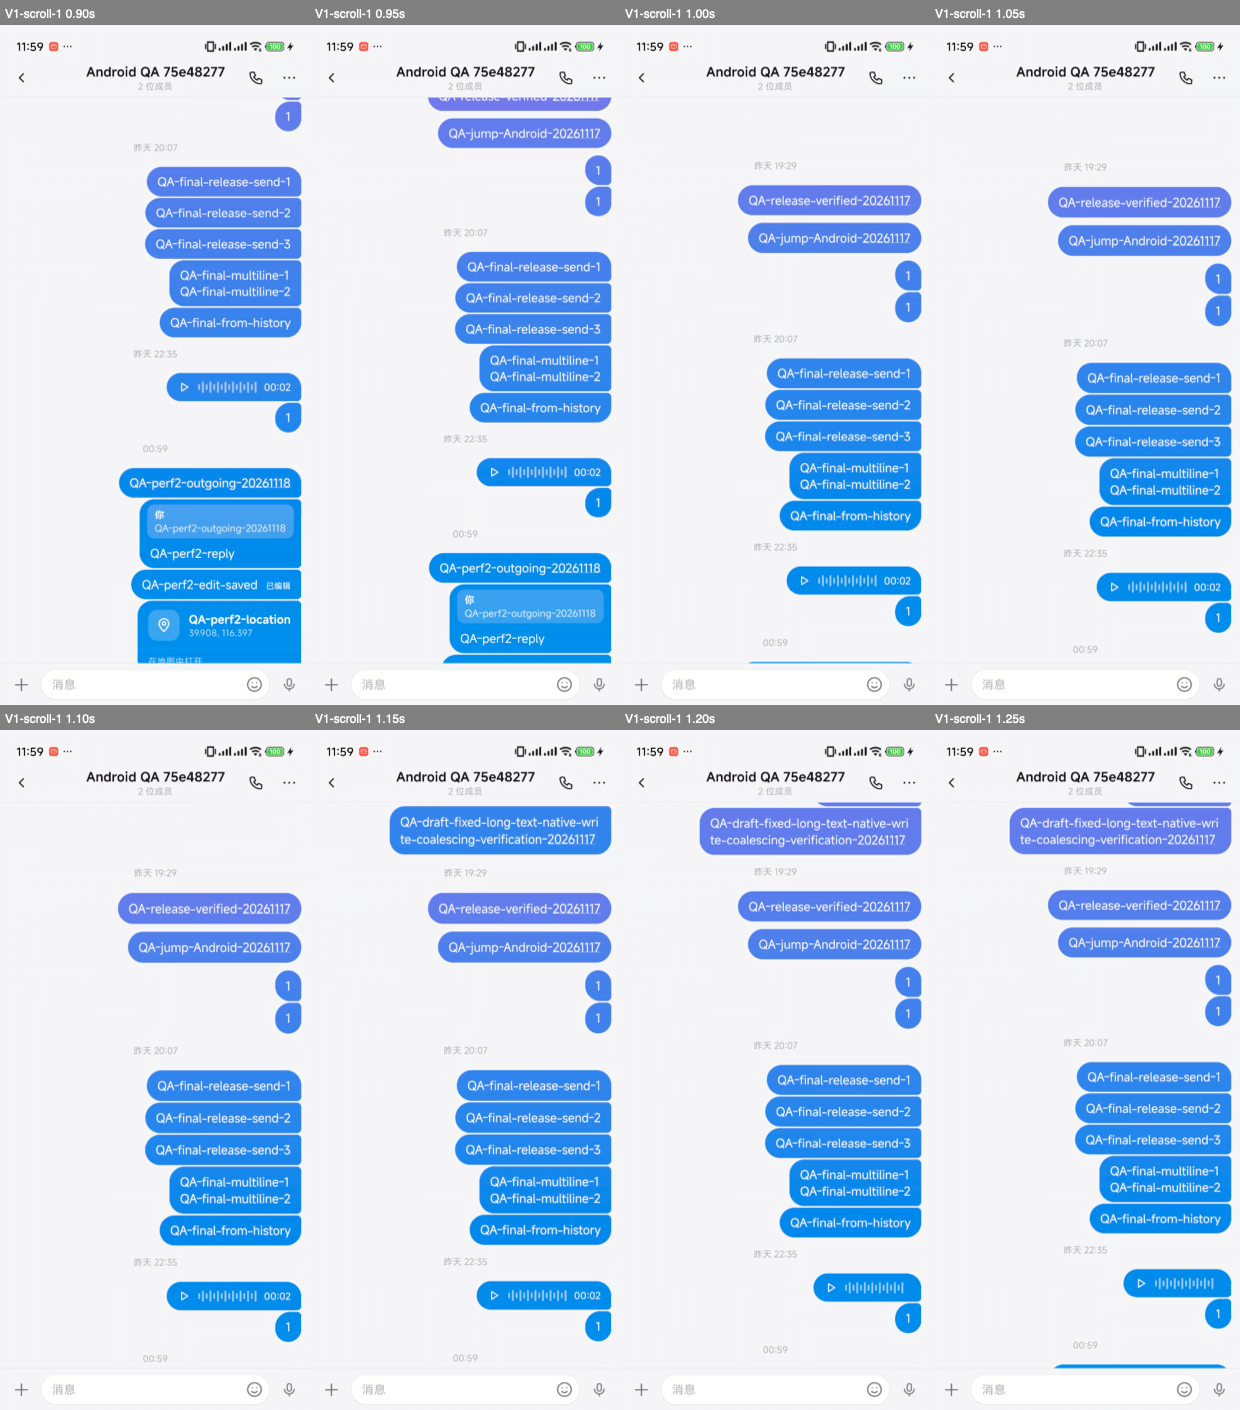 V1-scroll-1 0.90s
11:59 ··· 100
Android QA 75e48277
2 位成员
1
昨天 20:07
QA-final-release-send-1
QA-final-release-send-2
QA-final-release-send-3
QA-final-multiline-1
QA-final-multiline-2
QA-final-from-history
昨天 22:35
00:02
1
00:59
QA-perf2-outgoing-20261118
你
QA-perf2-outgoing-20261118
QA-perf2-reply
QA-perf2-edit-saved 已编辑
QA-perf2-location
39.908, 116.397
在地图中打开
消息
V1-scroll-1 0.95s
11:59 ··· 100
Android QA 75e48277
2 位成员
QA-release-verified-20261117
QA-jump-Android-20261117
1
1
昨天 20:07
QA-final-release-send-1
QA-final-release-send-2
QA-final-release-send-3
QA-final-multiline-1
QA-final-multiline-2
QA-final-from-history
昨天 22:35
00:02
1
00:59
QA-perf2-outgoing-20261118
你
QA-perf2-outgoing-20261118
QA-perf2-reply
消息
V1-scroll-1 1.00s
11:59 ··· 100
Android QA 75e48277
2 位成员
昨天 19:29
QA-release-verified-20261117
QA-jump-Android-20261117
1
1
昨天 20:07
QA-final-release-send-1
QA-final-release-send-2
QA-final-release-send-3
QA-final-multiline-1
QA-final-multiline-2
QA-final-from-history
昨天 22:35
00:02
1
00:59
消息
V1-scroll-1 1.05s
11:59 ··· 100
Android QA 75e48277
2 位成员
昨天 19:29
QA-release-verified-20261117
QA-jump-Android-20261117
1
1
昨天 20:07
QA-final-release-send-1
QA-final-release-send-2
QA-final-release-send-3
QA-final-multiline-1
QA-final-multiline-2
QA-final-from-history
昨天 22:35
00:02
1
00:59
消息
V1-scroll-1 1.10s
11:59 ··· 100
Android QA 75e48277
2 位成员
昨天 19:29
QA-release-verified-20261117
QA-jump-Android-20261117
1
1
昨天 20:07
QA-final-release-send-1
QA-final-release-send-2
QA-final-release-send-3
QA-final-multiline-1
QA-final-multiline-2
QA-final-from-history
昨天 22:35
00:02
1
00:59
消息
V1-scroll-1 1.15s
11:59 ··· 100
Android QA 75e48277
2 位成员
QA-draft-fixed-long-text-native-wri
te-coalescing-verification-20261117
昨天 19:29
QA-release-verified-20261117
QA-jump-Android-20261117
1
1
昨天 20:07
QA-final-release-send-1
QA-final-release-send-2
QA-final-release-send-3
QA-final-multiline-1
QA-final-multiline-2
QA-final-from-history
昨天 22:35
00:02
1
00:59
消息
V1-scroll-1 1.20s
11:59 ··· 100
Android QA 75e48277
2 位成员
QA-draft-fixed-long-text-native-wri
te-coalescing-verification-20261117
昨天 19:29
QA-release-verified-20261117
QA-jump-Android-20261117
1
1
昨天 20:07
QA-final-release-send-1
QA-final-release-send-2
QA-final-release-send-3
QA-final-multiline-1
QA-final-multiline-2
QA-final-from-history
昨天 22:35
1
00:59
消息
V1-scroll-1 1.25s
11:59 ··· 100
Android QA 75e48277
2 位成员
QA-draft-fixed-long-text-native-wri
te-coalescing-verification-20261117
昨天 19:29
QA-release-verified-20261117
QA-jump-Android-20261117
1
1
昨天 20:07
QA-final-release-send-1
QA-final-release-send-2
QA-final-release-send-3
QA-final-multiline-1
QA-final-multiline-2
QA-final-from-history
昨天 22:35
1
00:59
消息